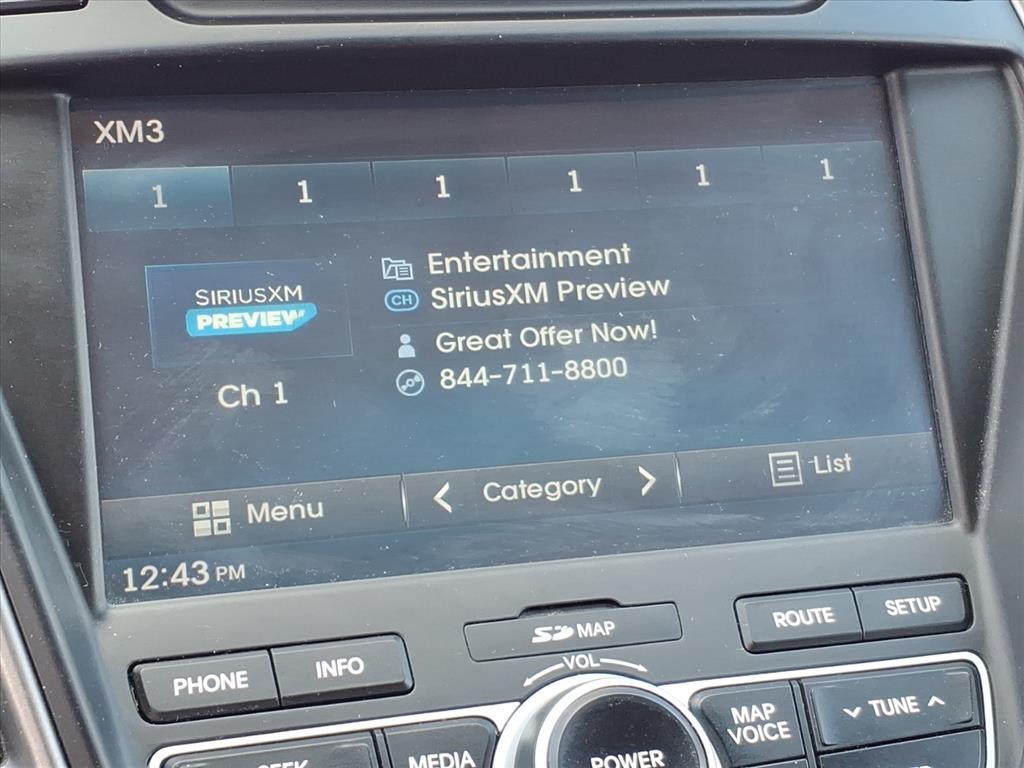 XM3
1 1 1 1 1 1
SIRIUSXM
PREVIEW
Entertainment
CH SiriusXM Preview
Great Offer Now!
844-711-8800
Ch 1
Menu
< Category >
List
12:43 PM
SD MAP
ROUTE
SETUP
PHONE
INFO
VOL
MAP
VOICE
TUNE
MEDIA
POWER
SEEK